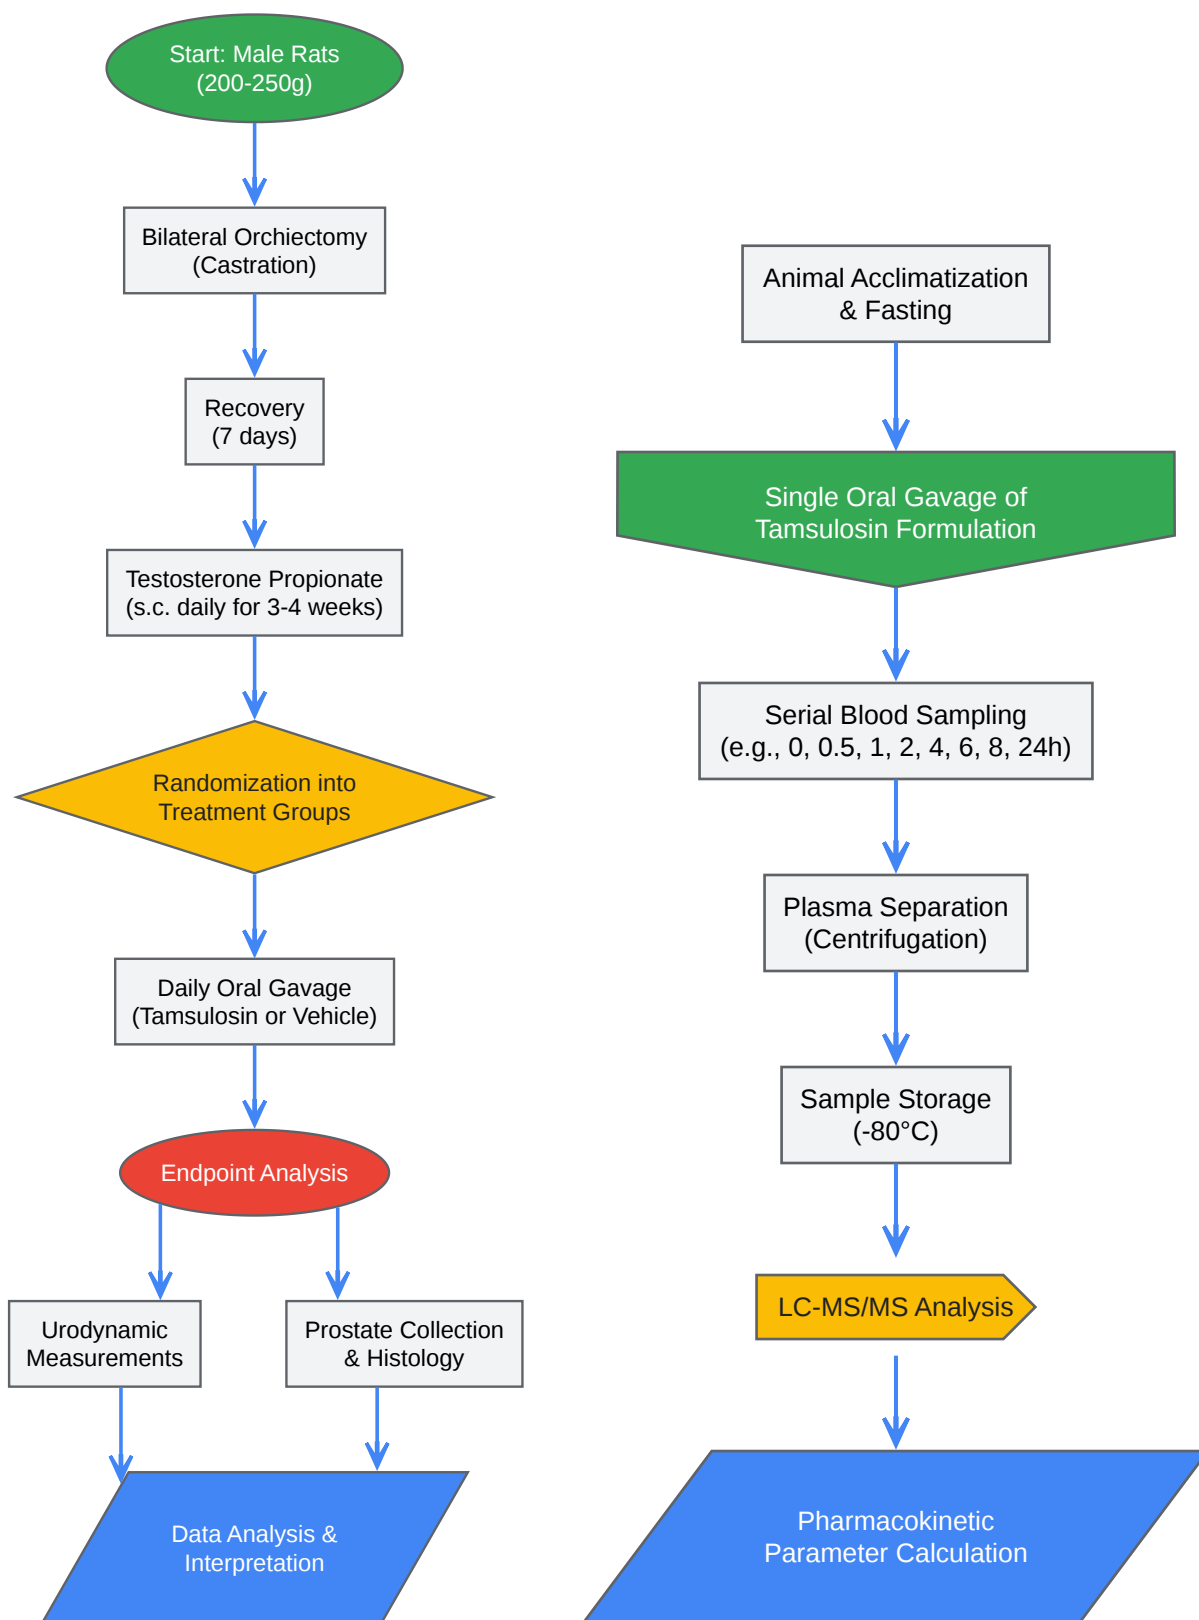 Start: Male Rats
(200-250g)
Bilateral Orchiectomy
(Castration)
Recovery
(7 days)
Testosterone Propionate
(s.c. daily for 3-4 weeks)
Randomization into
Treatment Groups
Daily Oral Gavage
(Tamsulosin or Vehicle)
Endpoint Analysis
Urodynamic
Measurements
Prostate Collection
& Histology
Data Analysis &
Interpretation
Animal Acclimatization
& Fasting
Single Oral Gavage of
Tamsulosin Formulation
Serial Blood Sampling
(e.g., 0, 0.5, 1, 2, 4, 6, 8, 24h)
Plasma Separation
(Centrifugation)
Sample Storage
(-80°C)
LC-MS/MS Analysis
Pharmacokinetic
Parameter Calculation